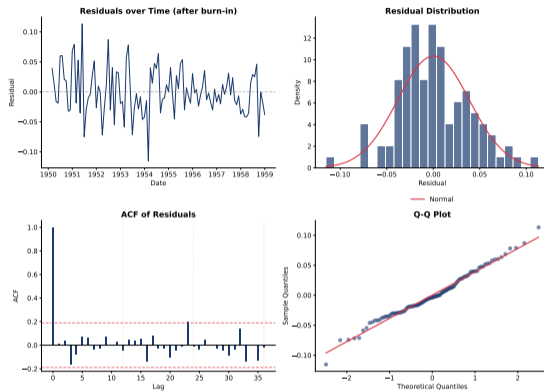 Residuals over Time (after burn-in)
Residual
0.10
0.05
0.00
−0.05
−0.10
1950 1951 1952 1953 1954 1955 1956 1957 1958 1959
Date
Residual Distribution
Density
12
10
8
6
4
2
0
−0.10 −0.05 0.00 0.05 0.10
Residual
Normal
ACF of Residuals
ACF
1.0
0.8
0.6
0.4
0.2
0.0
−0.2
0 5 10 15 20 25 30 35
Lag
Q-Q Plot
Sample Quantiles
0.10
0.05
0.00
−0.05
−0.10
−2 −1 0 1 2
Theoretical Quantiles